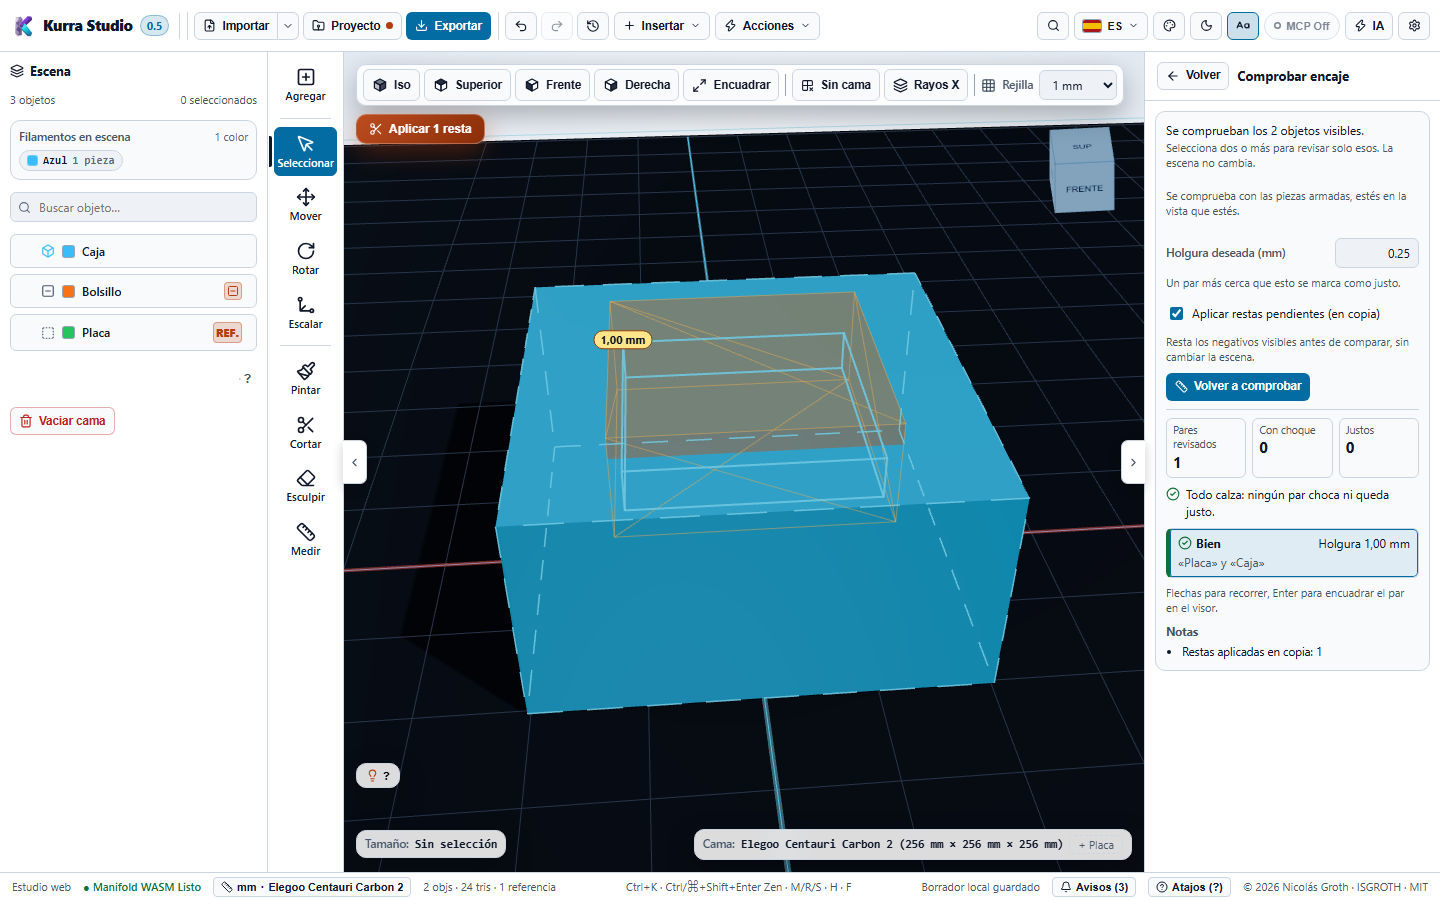 Kurra Studio 0.5
Importar
Proyecto
Exportar
Insertar
Acciones
ES
MCP Off
IA
Escena
3 objetos
0 seleccionados
Filamentos en escena
1 color
Azul 1 pieza
Buscar objeto...
Caja
Bolsillo
Placa
REF.
?
Vaciar cama
Agregar
Seleccionar
Mover
Rotar
Escalar
Pintar
Cortar
Esculpir
Medir
Iso
Superior
Frente
Derecha
Encuadrar
Sin cama
Rayos X
Rejilla
1 mm
Aplicar 1 resta
SUP
FRENTE
1,00 mm
?
Tamaño: Sin selección
Cama: Elegoo Centauri Carbon 2 (256 mm × 256 mm × 256 mm)
+ Placa
Volver
Comprobar encaje
Se comprueban los 2 objetos visibles.
Selecciona dos o más para revisar solo esos. La
escena no cambia.
Se comprueba con las piezas armadas, estés en la
vista que estés.
Holgura deseada (mm)
0.25
Un par más cerca que esto se marca como justo.
Aplicar restas pendientes (en copia)
Resta los negativos visibles antes de comparar, sin
cambiar la escena.
Volver a comprobar
Pares
revisados
1
Con choque
0
Justos
0
Todo calza: ningún par choca ni queda
justo.
Bien
Holgura 1,00 mm
«Placa» y «Caja»
Flechas para recorrer, Enter para encuadrar el par
en el visor.
Notas
• Restas aplicadas en copia: 1
Estudio web
● Manifold WASM Listo
mm · Elegoo Centauri Carbon 2
2 objs · 24 tris · 1 referencia
Ctrl+K · Ctrl/⌘+Shift+Enter Zen · M/R/S · H · F
Borrador local guardado
Avisos (3)
Atajos (?)
© 2026 Nicolás Groth · ISGROTH · MIT